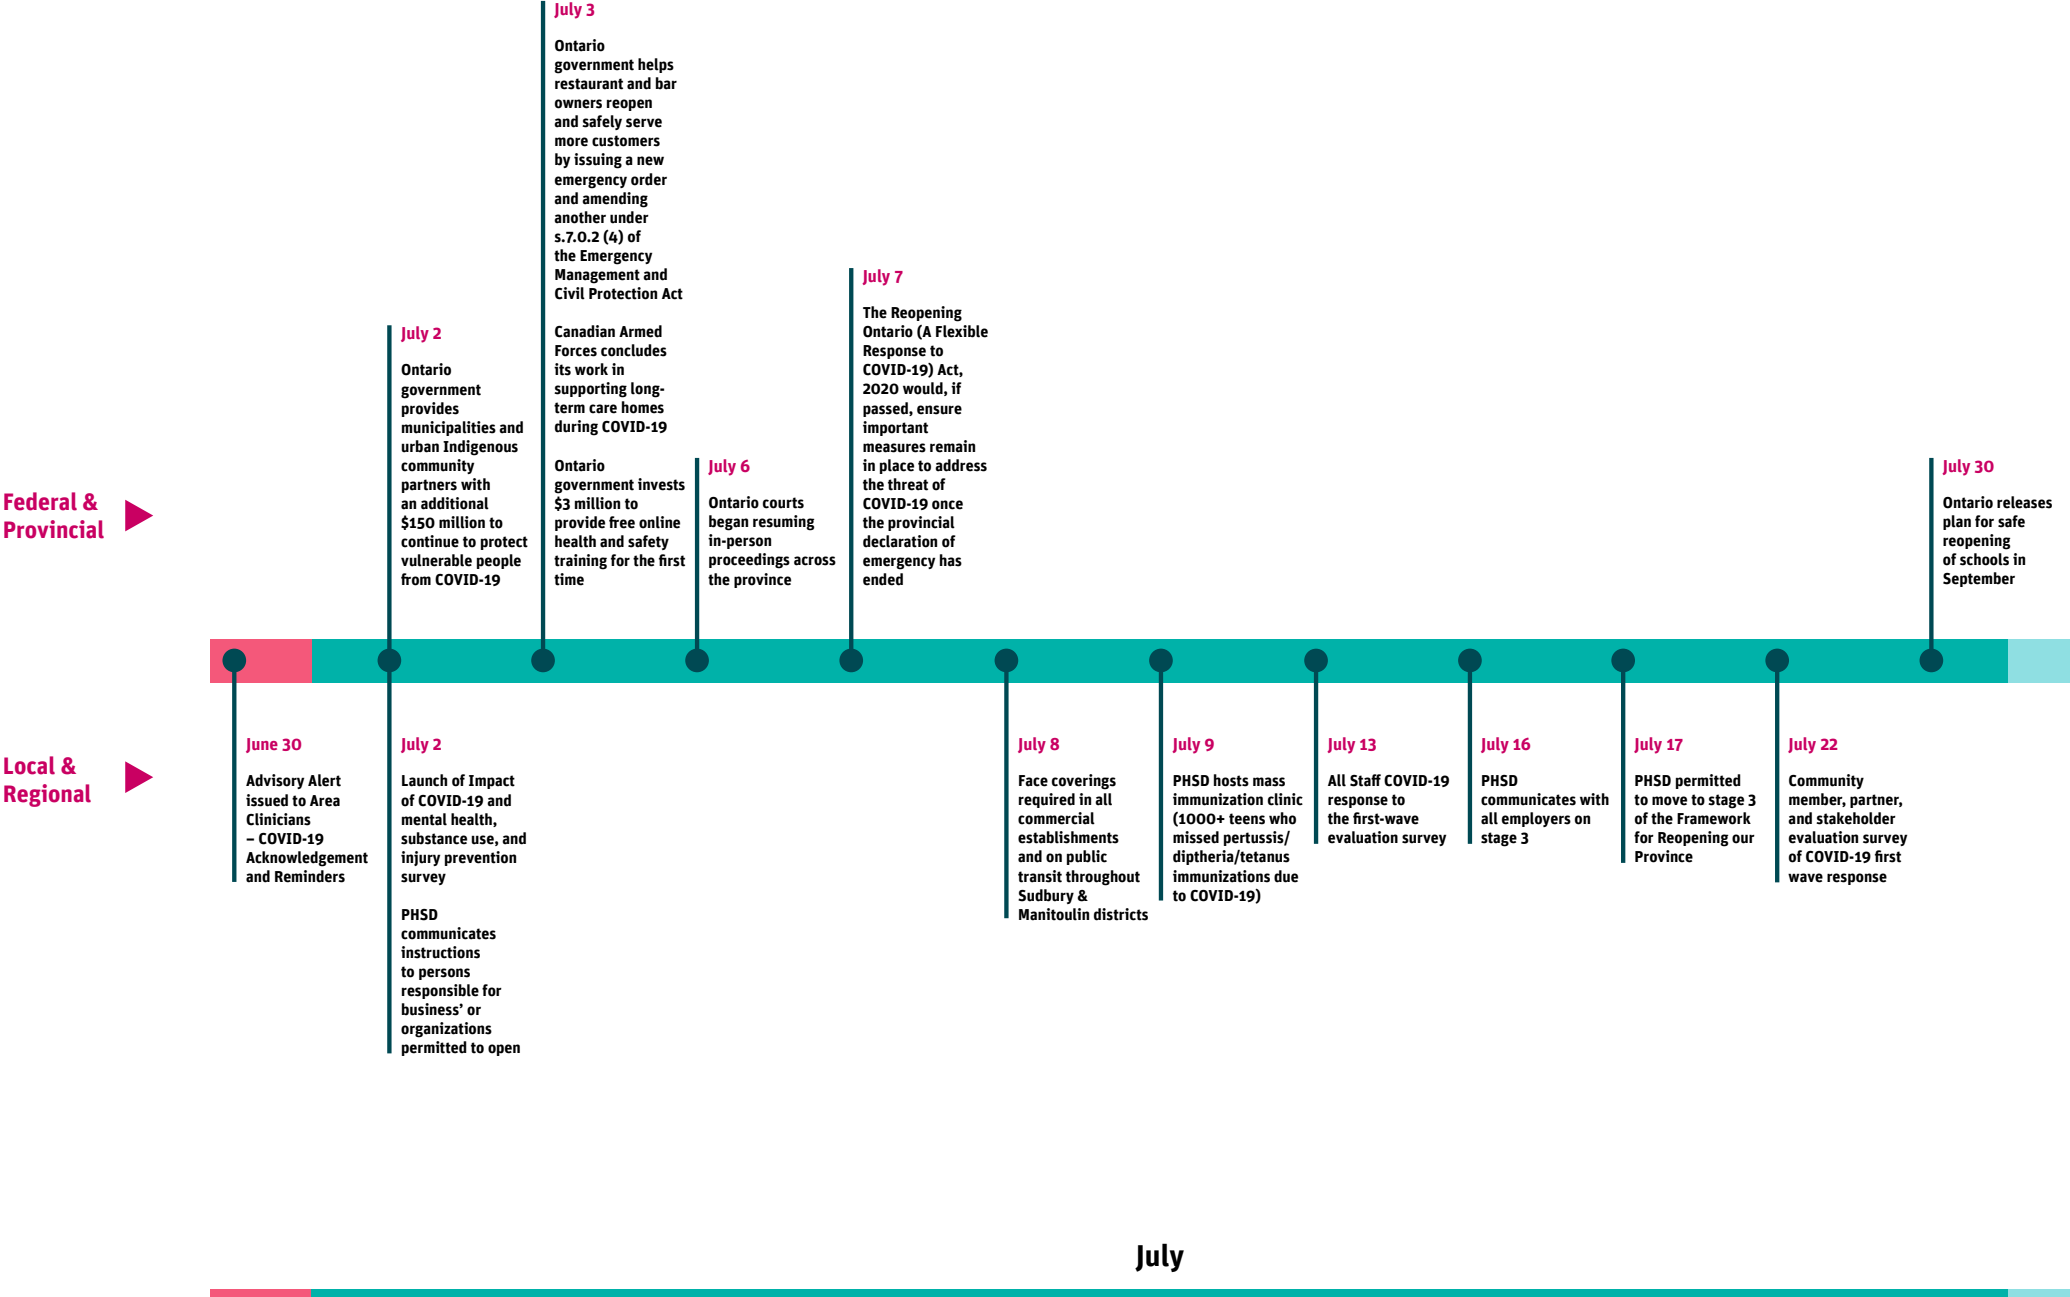 July 3
Ontario
government helps
restaurant and bar
owners reopen
and safely serve
more customers
by issuing a new
emergency order
and amending
another under
s.7.0.2 (4) of
the Emergency
Management and
Civil Protection Act
Canadian Armed
Forces concludes
its work in
supporting long-
term care homes
during COVID-19
Ontario
government invests
$3 million to
provide free online
health and safety
training for the first
time
July 2
Ontario
government
provides
municipalities and
urban Indigenous
community
partners with
an additional
$150 million to
continue to protect
vulnerable people
from COVID-19
July 6
Ontario courts
began resuming
in-person
proceedings across
the province
July 7
The Reopening
Ontario (A Flexible
Response to
COVID-19) Act,
2020 would, if
passed, ensure
important
measures remain
in place to address
the threat of
COVID-19 once
the provincial
declaration of
emergency has
ended
July 30
Ontario releases
plan for safe
reopening
of schools in
September
Federal &
Provincial
Local &
Regional
June 30
Advisory Alert
issued to Area
Clinicians
– COVID-19
Acknowledgement
and Reminders
July 2
Launch of Impact
of COVID-19 and
mental health,
substance use, and
injury prevention
survey
PHSD
communicates
instructions
to persons
responsible for
business’ or
organizations
permitted to open
July 8
Face coverings
required in all
commercial
establishments
and on public
transit throughout
Sudbury &
Manitoulin districts
July 9
PHSD hosts mass
immunization clinic
(1000+ teens who
missed pertussis/
diptheria/tetanus
immunizations due
to COVID-19)
July 13
All Staff COVID-19
response to
the first-wave
evaluation survey
July 16
PHSD
communicates with
all employers on
stage 3
July 17
PHSD permitted
to move to stage 3
of the Framework
for Reopening our
Province
July 22
Community
member, partner,
and stakeholder
evaluation survey
of COVID-19 first
wave response
July